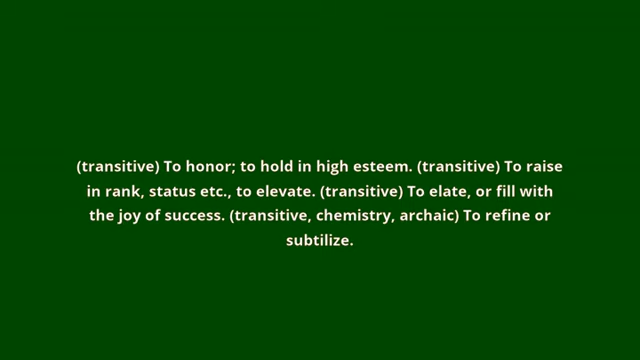 (transitive) To honor; to hold in high esteem. (transitive) To raise
in rank, status etc., to elevate. (transitive) To elate, or fill with
the joy of success. (transitive, chemistry, archaic) To refine or
subtilize.